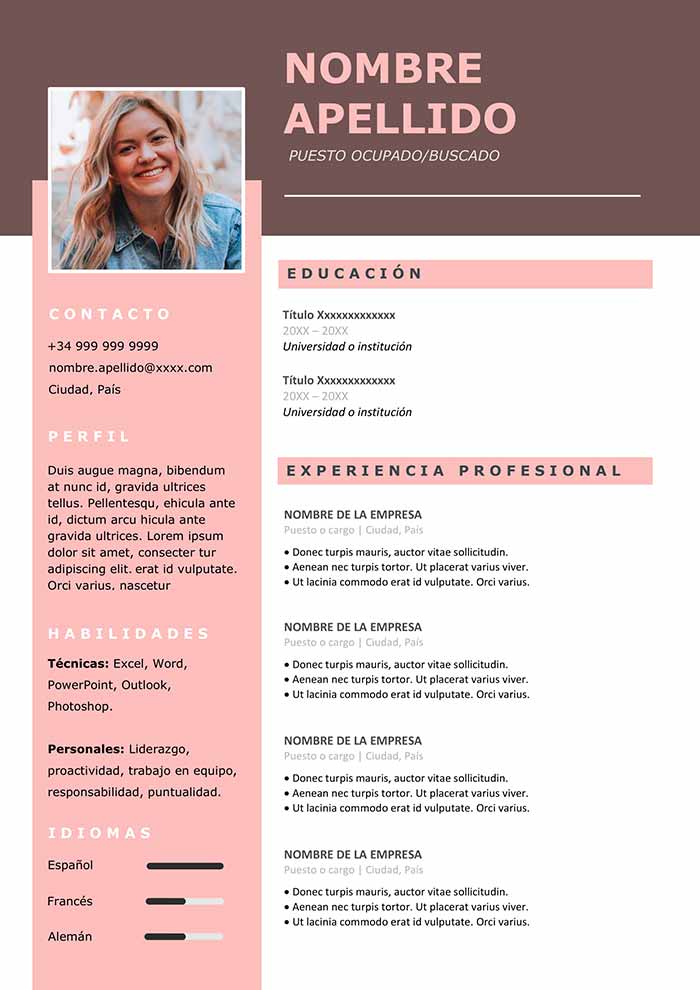 NOMBRE
APELLIDO
PUESTO OCUPADO/BUSCADO
CONTACTO
+34 999 999 9999
nombre.apellido@xxxx.com
Ciudad, País
PERFIL
Duis augue magna, bibendum
at nunc id, gravida ultrices
tellus. Pellentesqu, ehicula ante
id, dictum arcu hicula ante
gravida ultrices. Lorem ipsum
dolor sit amet, consecter tur
adipiscing elit. erat id vulputate.
Orci varius. nascetur
HABILIDADES
Técnicas: Excel, Word,
PowerPoint, Outlook,
Photoshop.
Personales: Liderazgo,
proactividad, trabajo en equipo,
responsabilidad, puntualidad.
IDIOMAS
Español
Francés
Alemán
EDUCACIÓN
Título Xxxxxxxxxxxxx
20XX – 20XX
Universidad o institución
Título Xxxxxxxxxxxxx
20XX – 20XX
Universidad o institución
EXPERIENCIA PROFESIONAL
NOMBRE DE LA EMPRESA
Puesto o cargo | Ciudad, País
• Donec turpis mauris, auctor vitae sollicitudin.
• Aenean nec turpis tortor. Ut placerat varius viver.
• Ut lacinia commodo erat id vulputate. Orci varius.
NOMBRE DE LA EMPRESA
Puesto o cargo | Ciudad, País
• Donec turpis mauris, auctor vitae sollicitudin.
• Aenean nec turpis tortor. Ut placerat varius viver.
• Ut lacinia commodo erat id vulputate. Orci varius.
NOMBRE DE LA EMPRESA
Puesto o cargo | Ciudad, País
• Donec turpis mauris, auctor vitae sollicitudin.
• Aenean nec turpis tortor. Ut placerat varius viver.
• Ut lacinia commodo erat id vulputate. Orci varius.
NOMBRE DE LA EMPRESA
Puesto o cargo | Ciudad, País
• Donec turpis mauris, auctor vitae sollicitudin.
• Aenean nec turpis tortor. Ut placerat varius viver.
• Ut lacinia commodo erat id vulputate. Orci varius.